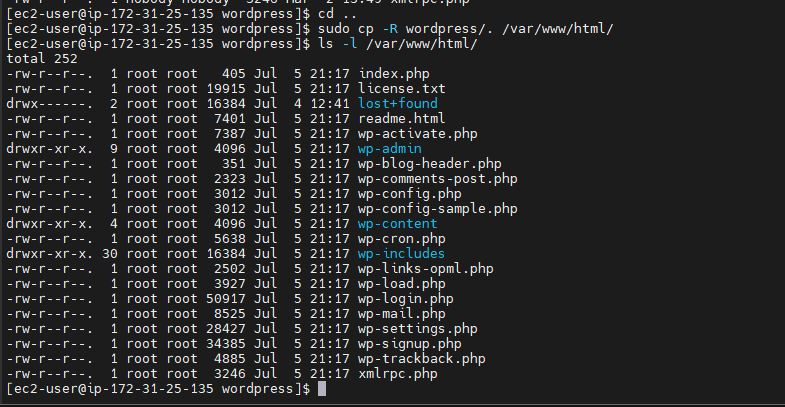 [ec2-user@ip-172-31-25-135 wordpress]$ cd ..
[ec2-user@ip-172-31-25-135 wordpress]$ sudo cp -R wordpress/. /var/www/html/
[ec2-user@ip-172-31-25-135 wordpress]$ ls -l /var/www/html/
total 252
-rw-r--r--.  1 root root   405 Jul  5 21:17 index.php
-rw-r--r--.  1 root root 19915 Jul  5 21:17 license.txt
drwx------.  2 root root 16384 Jul  4 12:41 lost+found
-rw-r--r--.  1 root root  7401 Jul  5 21:17 readme.html
-rw-r--r--.  1 root root  7387 Jul  5 21:17 wp-activate.php
drwxr-xr-x.  9 root root  4096 Jul  5 21:17 wp-admin
-rw-r--r--.  1 root root   351 Jul  5 21:17 wp-blog-header.php
-rw-r--r--.  1 root root  2323 Jul  5 21:17 wp-comments-post.php
-rw-r--r--.  1 root root  3012 Jul  5 21:17 wp-config.php
-rw-r--r--.  1 root root  3012 Jul  5 21:17 wp-config-sample.php
drwxr-xr-x.  4 root root  4096 Jul  5 21:17 wp-content
-rw-r--r--.  1 root root  5638 Jul  5 21:17 wp-cron.php
drwxr-xr-x. 30 root root 16384 Jul  5 21:17 wp-includes
-rw-r--r--.  1 root root  2502 Jul  5 21:17 wp-links-opml.php
-rw-r--r--.  1 root root  3927 Jul  5 21:17 wp-load.php
-rw-r--r--.  1 root root 50917 Jul  5 21:17 wp-login.php
-rw-r--r--.  1 root root  8525 Jul  5 21:17 wp-mail.php
-rw-r--r--.  1 root root 28427 Jul  5 21:17 wp-settings.php
-rw-r--r--.  1 root root 34385 Jul  5 21:17 wp-signup.php
-rw-r--r--.  1 root root  4885 Jul  5 21:17 wp-trackback.php
-rw-r--r--.  1 root root  3246 Jul  5 21:17 xmlrpc.php
[ec2-user@ip-172-31-25-135 wordpress]$